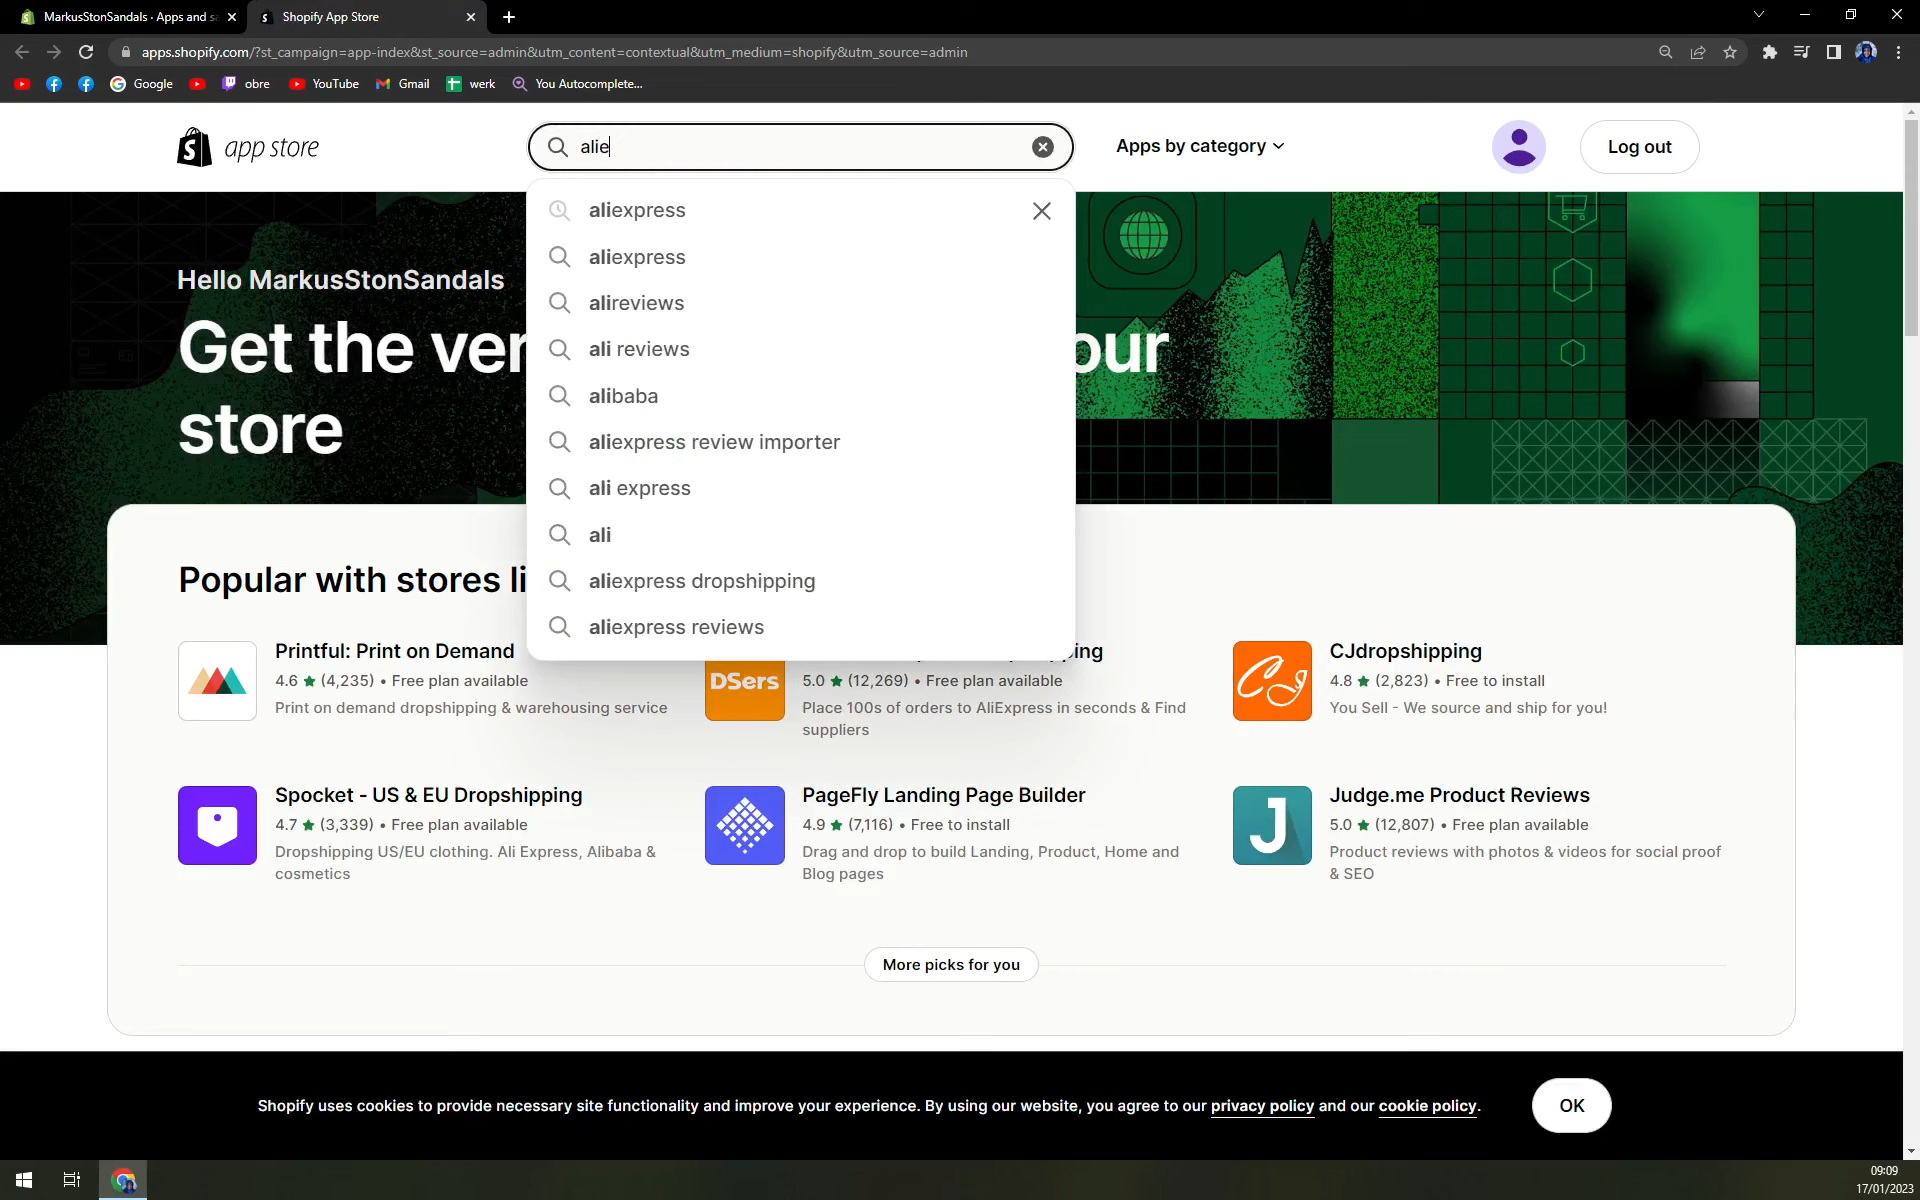 MarkusStonSandals · Apps and s
Shopify App Store
apps.shopify.com/?st_campaign=app-index&st_source=admin&utm_content=contextual&utm_medium=shopify&utm_source=admin
Google
obre
YouTube
Gmail
werk
You Autocomplete...
app store
alie
Apps by category
Log out
aliexpress
aliexpress
alireviews
ali reviews
alibaba
aliexpress review importer
ali express
ali
aliexpress dropshipping
aliexpress reviews
Hello MarkusStonSandals
Get the ver our
store
Popular with stores li
Printful: Print on Demand
4.6 ★ (4,235) • Free plan available
Print on demand dropshipping & warehousing service
DSers
ing
5.0 ★ (12,269) • Free plan available
Place 100s of orders to AliExpress in seconds & Find
suppliers
CJdropshipping
4.8 ★ (2,823) • Free to install
You Sell - We source and ship for you!
Spocket - US & EU Dropshipping
4.7 ★ (3,339) • Free plan available
Dropshipping US/EU clothing. Ali Express, Alibaba &
cosmetics
PageFly Landing Page Builder
4.9 ★ (7,116) • Free to install
Drag and drop to build Landing, Product, Home and
Blog pages
J
Judge.me Product Reviews
5.0 ★ (12,807) • Free plan available
Product reviews with photos & videos for social proof
& SEO
More picks for you
Shopify uses cookies to provide necessary site functionality and improve your experience. By using our website, you agree to our privacy policy and our cookie policy.
OK
09:09
17/01/2023